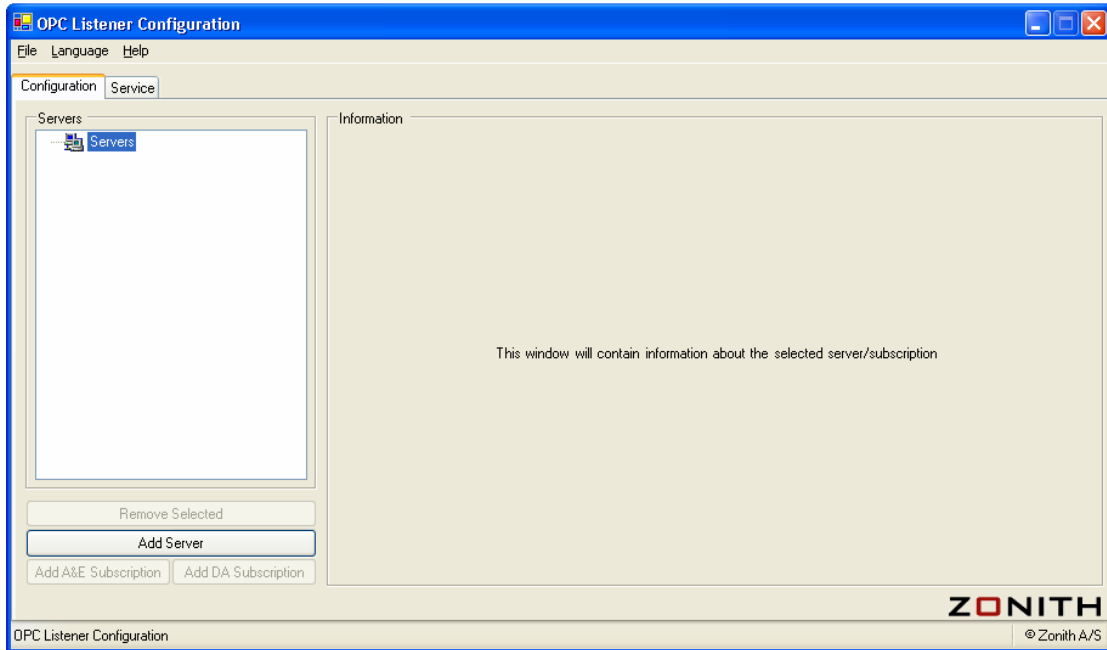 OPC Listener Configuration
File Language Help
Configuration Service
Servers
Servers
Information
This window will contain information about the selected server/subscription
Remove Selected
Add Server
Add A&E Subscription Add DA Subscription
ZONITH
OPC Listener Configuration
© Zonith A/S